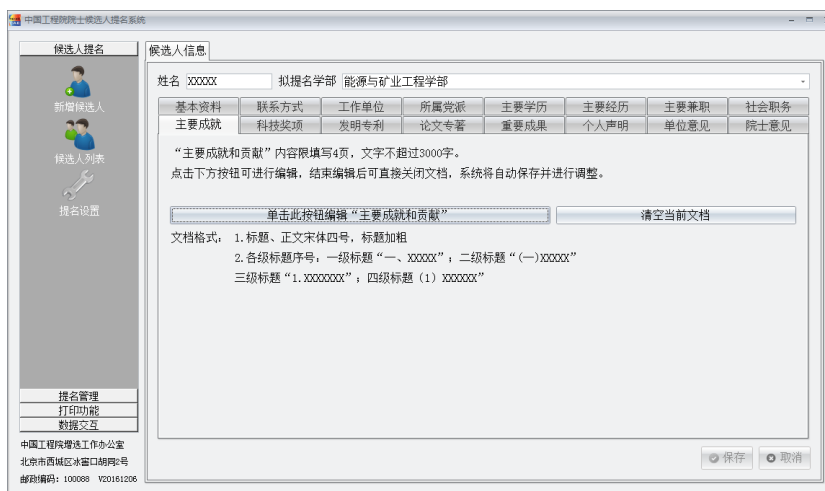 中国工程院院士候选人提名系统
候选人提名
新增候选人
候选人列表
提名设置
提名管理
打印功能
数据交互
中国工程院增选工作办公室
北京市西城区冰窖口胡同2号
邮政编码：100088 V20161206
候选人信息
姓名 XXXXX 拟提名学部 能源与矿业工程学部
基本资料 联系方式 工作单位 所属党派 主要学历 主要经历 主要兼职 社会职务
主要成就 科技奖项 发明专利 论文专著 重要成果 个人声明 单位意见 院士意见
“主要成就和贡献”内容限填写4页，文字不超过3000字。
点击下方按钮可进行编辑，结束编辑后可直接关闭文档，系统将自动保存并进行调整。
单击此按钮编辑“主要成就和贡献” 清空当前文档
文档格式：1.标题、正文宋体四号，标题加粗
2.各级标题序号：一级标题“一、XXXXX”；二级标题“(一)XXXXX”
三级标题“1.XXXXXXX”；四级标题（1）XXXXXX”
保存 取消